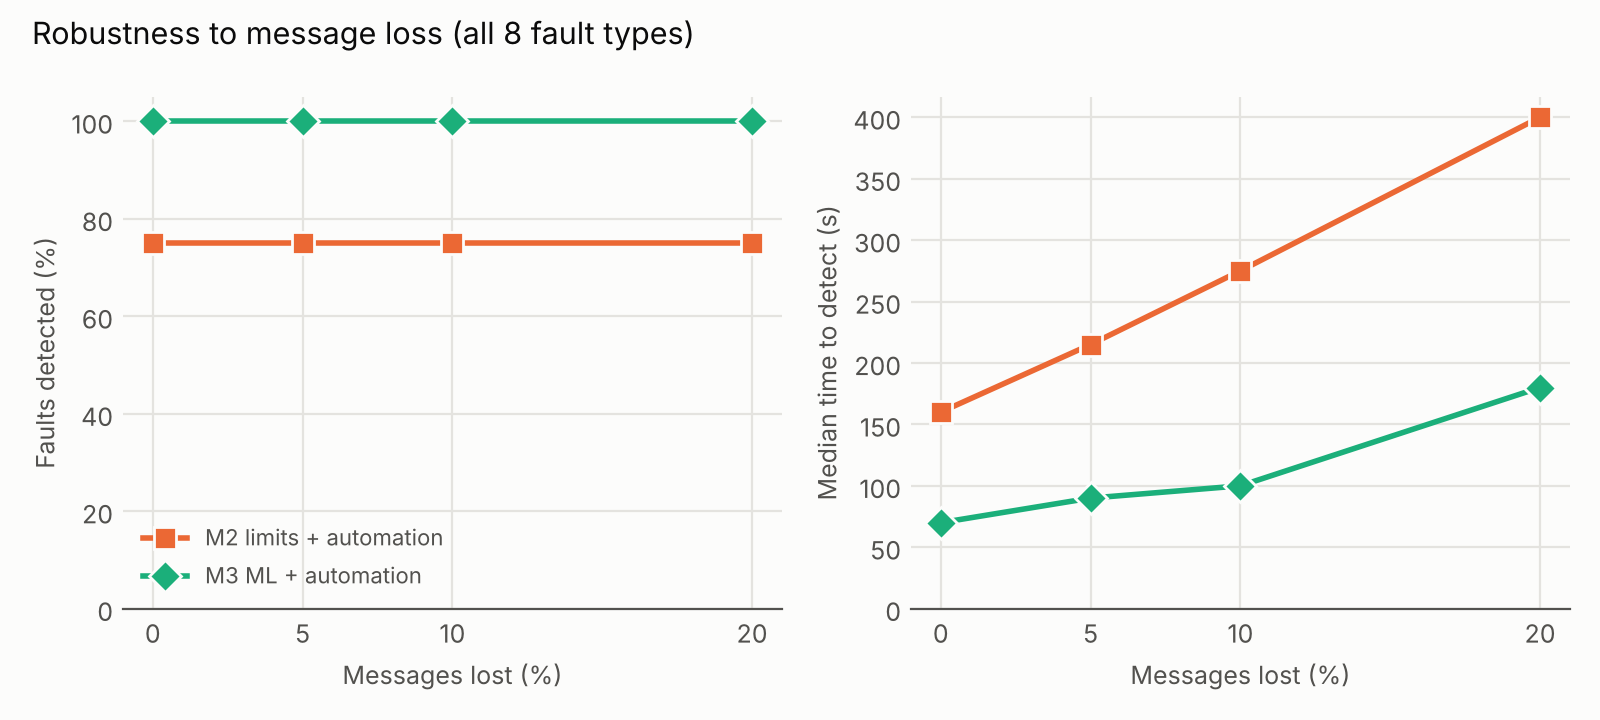 Robustness to message loss (all 8 fault types)
Faults detected (%)
100
80
60
40
20
0
M2 limits + automation
M3 ML + automation
0 5 10 20
Messages lost (%)
Median time to detect (s)
400
350
300
250
200
150
100
50
0
0 5 10 20
Messages lost (%)